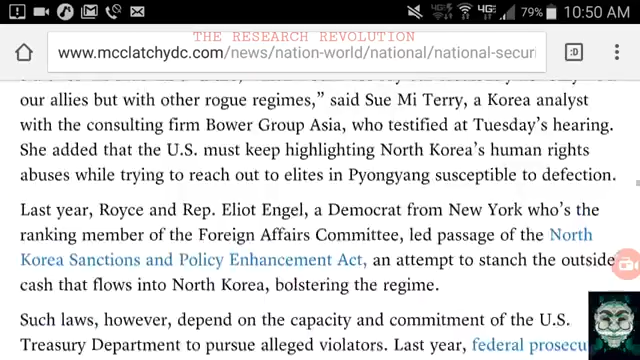 THE RESEARCH REVOLUTION
4G LTE 4G LTE 79% 10:50 AM
www.mcclatchydc.com/news/nation-world/national/national-securi
:D
our allies but with other rogue regimes,” said Sue Mi Terry, a Korea analyst
with the consulting firm Bower Group Asia, who testified at Tuesday’s hearing.
She added that the U.S. must keep highlighting North Korea’s human rights
abuses while trying to reach out to elites in Pyongyang susceptible to defection.
Last year, Royce and Rep. Eliot Engel, a Democrat from New York who’s the
ranking member of the Foreign Affairs Committee, led passage of the North
Korea Sanctions and Policy Enhancement Act, an attempt to stanch the outside
cash that flows into North Korea, bolstering the regime.
Such laws, however, depend on the capacity and commitment of the U.S.
Treasury Department to pursue alleged violators. Last year, federal prosecu